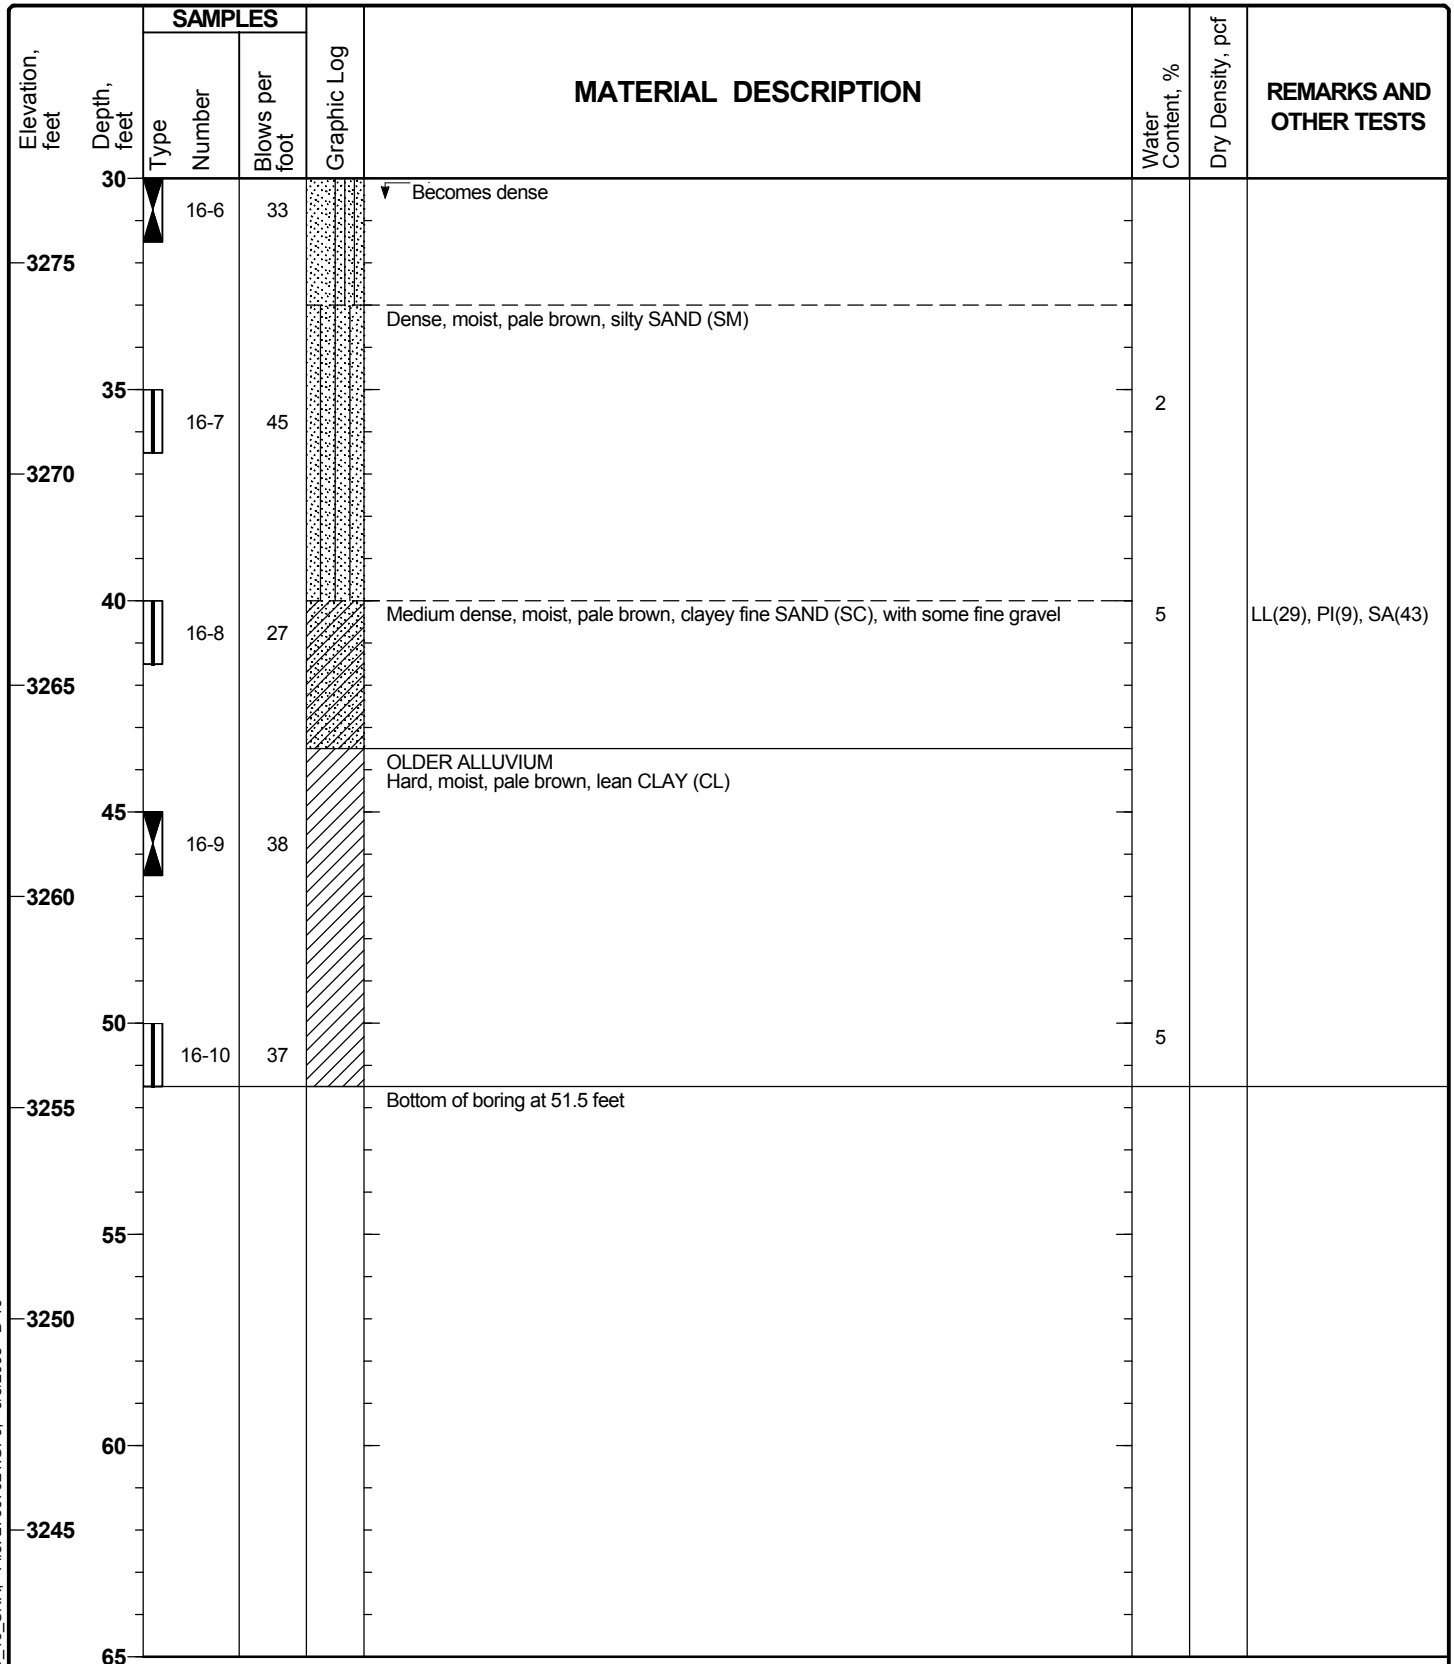 SAMPLES
Elevation,
feet
Depth,
feet
Type
Number
Blows per
foot
Graphic Log
MATERIAL DESCRIPTION
Water
Content, %
Dry Density, pcf
REMARKS AND
OTHER TESTS
30
16-6 33 Becomes dense
3275
Dense, moist, pale brown, silty SAND (SM)
35 2
16-7 45
3270
40 Medium dense, moist, pale brown, clayey fine SAND (SC), with some fine gravel 5 LL(29), PI(9), SA(43)
16-8 27
3265
OLDER ALLUVIUM
Hard, moist, pale brown, lean CLAY (CL)
45
16-9 38
3260
50 5
16-10 37
3255 Bottom of boring at 51.5 feet
55
3250
60
3245
65